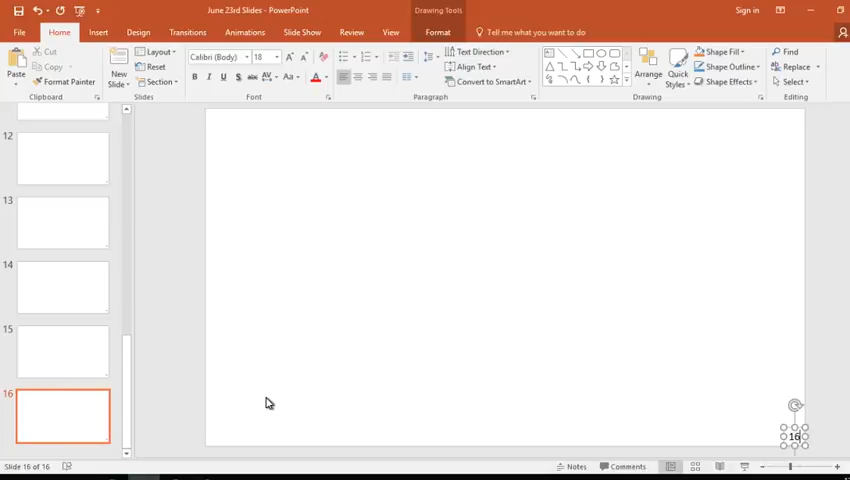 June 23rd Slides - PowerPoint
Drawing Tools
Sign in
File Home Insert Design Transitions Animations Slide Show Review View Format Tell me what you want to do
Paste
Cut
Copy
Format Painter
Clipboard
New Slide
Layout
Reset
Section
Slides
Calibri (Body) 18
B I U S abc AV Aa A
Font
Text Direction
Align Text
Convert to SmartArt
Paragraph
Arrange
Quick Styles
Shape Fill
Shape Outline
Shape Effects
Drawing
Find
Replace
Select
Editing
12
13
14
15
16
16
Slide 16 of 16
Notes
Comments